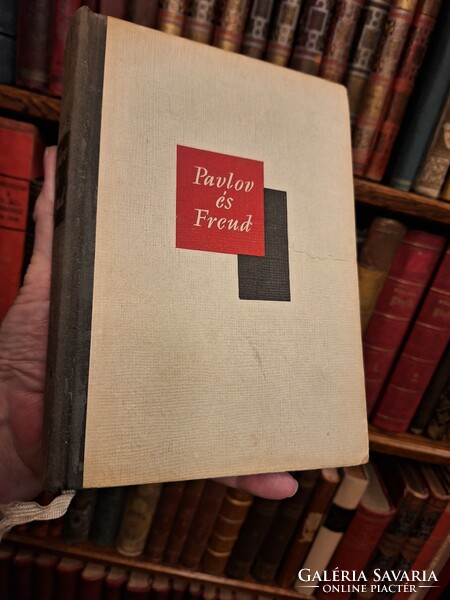 Pavlov
és
Freud
GALÉRIA SAVARIA
ONLINE PIACTÉR